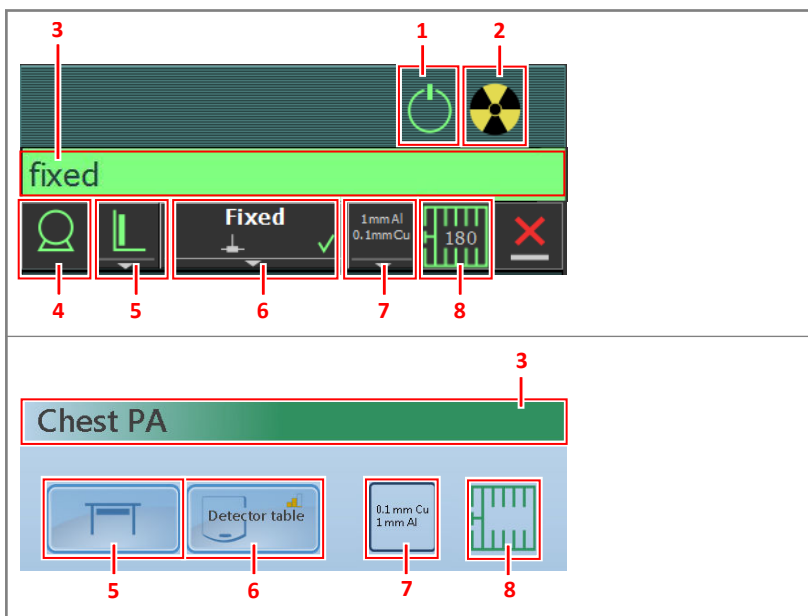 3
1
2
fixed
Fixed
1mm Al
0.1mm Cu
180
4
5
6
7
8
3
Chest PA
Detector table
0.1 mm Cu
1 mm Al
5
6
7
8